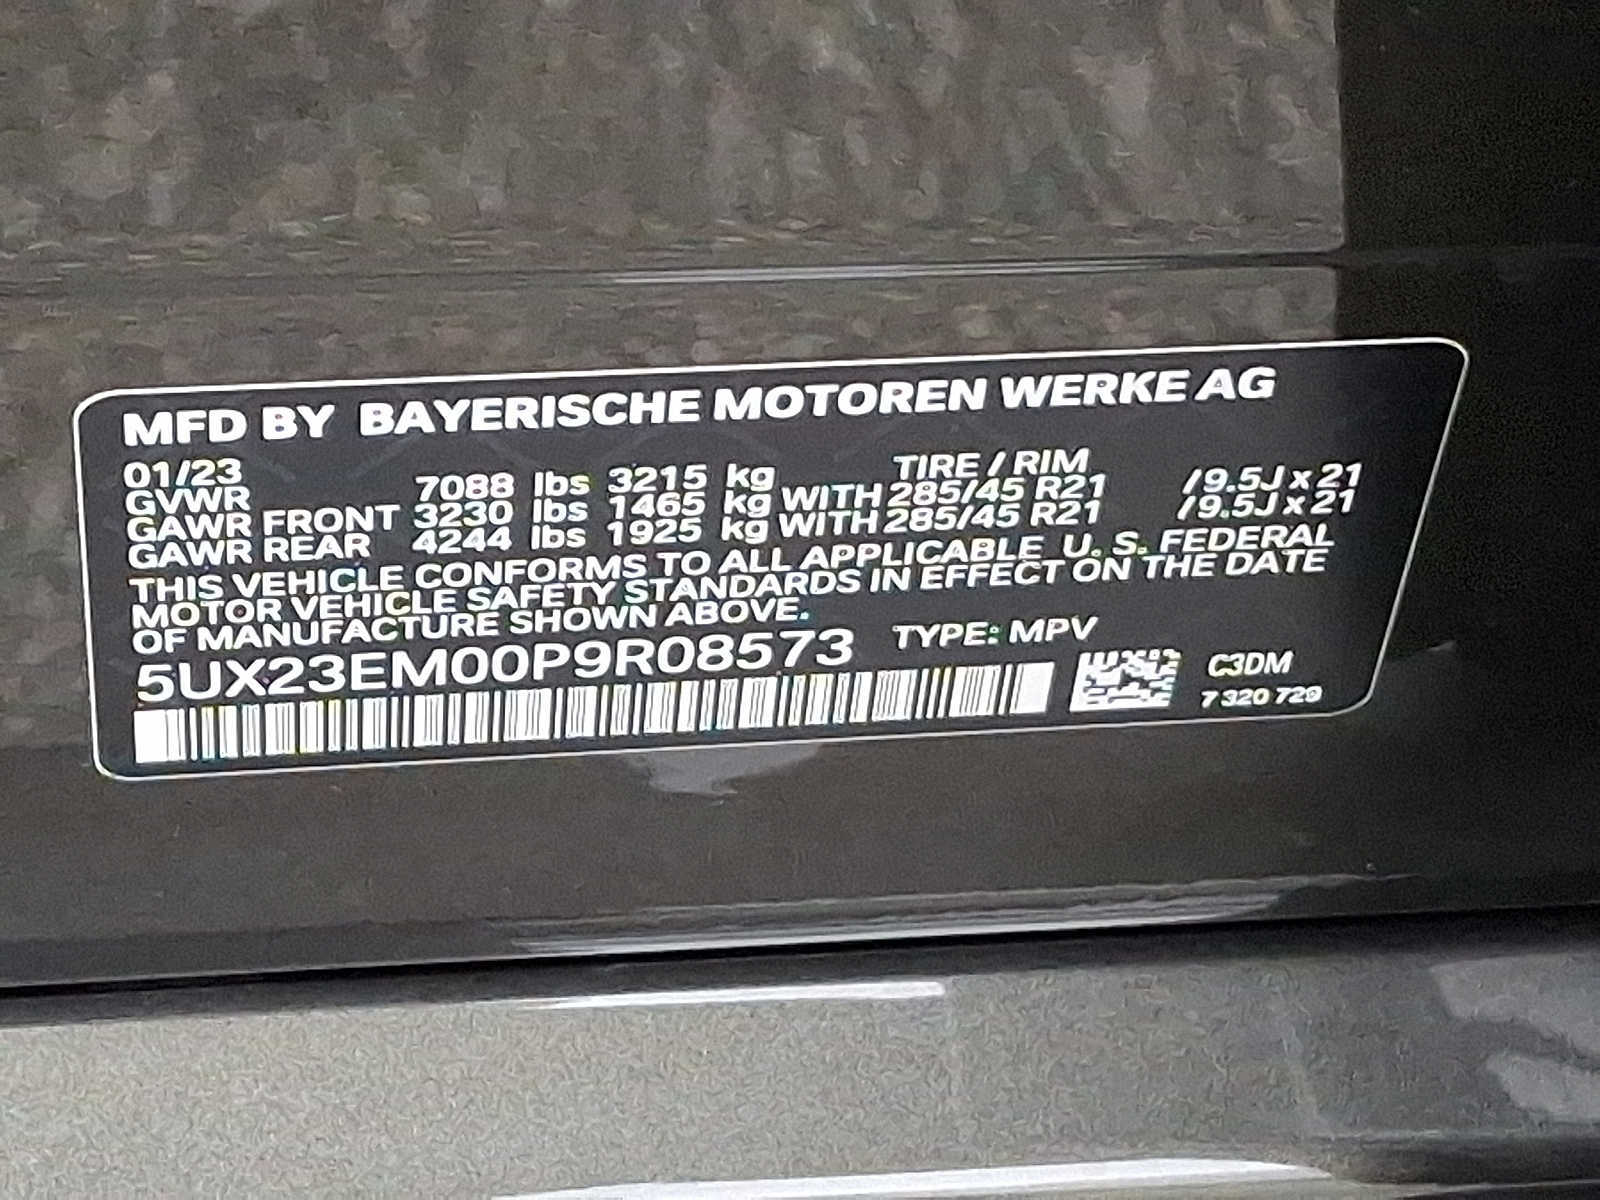 MFD BY BAYERISCHE MOTOREN WERKE AG
01/23 TIRE / RIM
GVWR 7088 lbs 3215 kg
GAWR FRONT 3230 lbs 1465 kg WITH 285/45 R21 /9.5J x 21
GAWR REAR 4244 lbs 1925 kg WITH 285/45 R21 /9.5J x 21
THIS VEHICLE CONFORMS TO ALL APPLICABLE U. S. FEDERAL
MOTOR VEHICLE SAFETY STANDARDS IN EFFECT ON THE DATE
OF MANUFACTURE SHOWN ABOVE.
5UX23EM00P9R08573 TYPE: MPV
C3DM
7 320 729